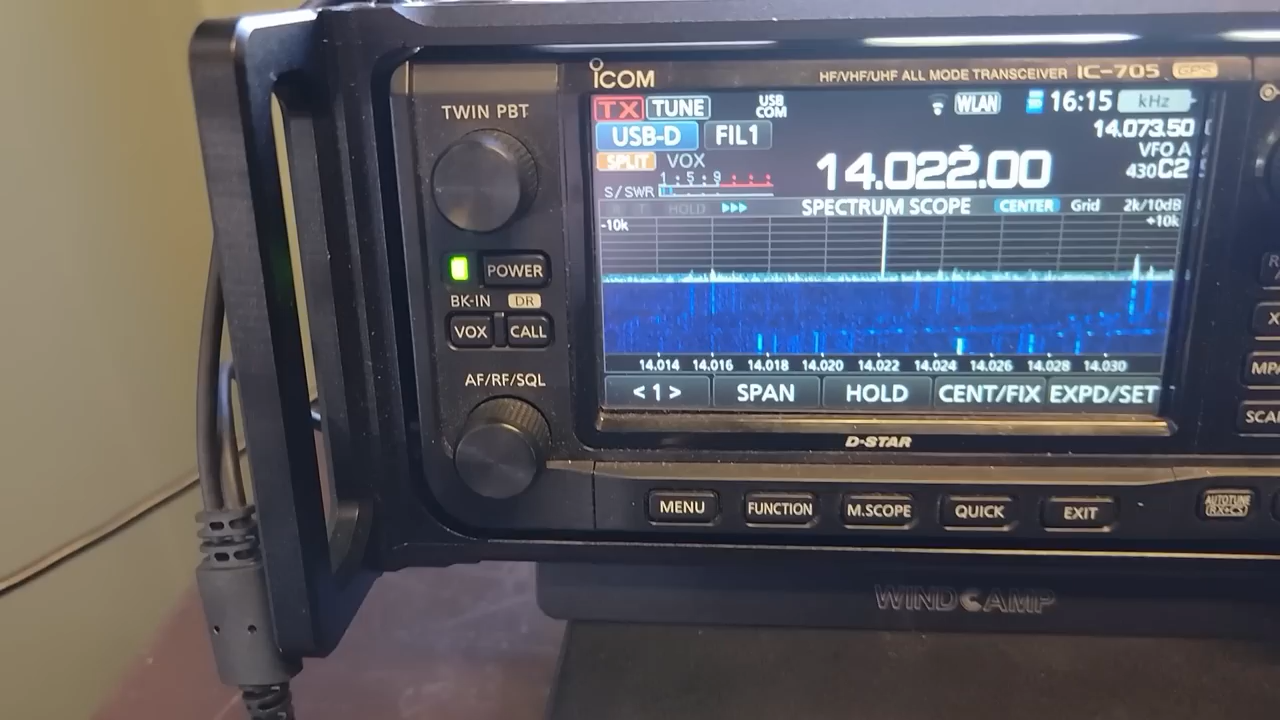 ICOM
HF/VHF/UHF ALL MODE TRANSCEIVER IC-705 GPS
TWIN PBT
TX TUNE USB COM WLAN 16:15 kHz
USB-D FIL1 14.073.50
SPLIT VOX 14.022.00 VFO A
430 C2
1 5 9
S/SWR
HOLD SPECTRUM SCOPE CENTER Grid 2k/10dB
-10k +10k
POWER
BK-IN DR
VOX CALL
14.014 14.016 14.018 14.020 14.022 14.024 14.026 14.028 14.030
< 1 > SPAN HOLD CENT/FIX EXPD/SET
AF/RF/SQL
D-STAR
MENU FUNCTION M.SCOPE QUICK EXIT AUTOTUNE
(RX→CS)
WINDCAMP